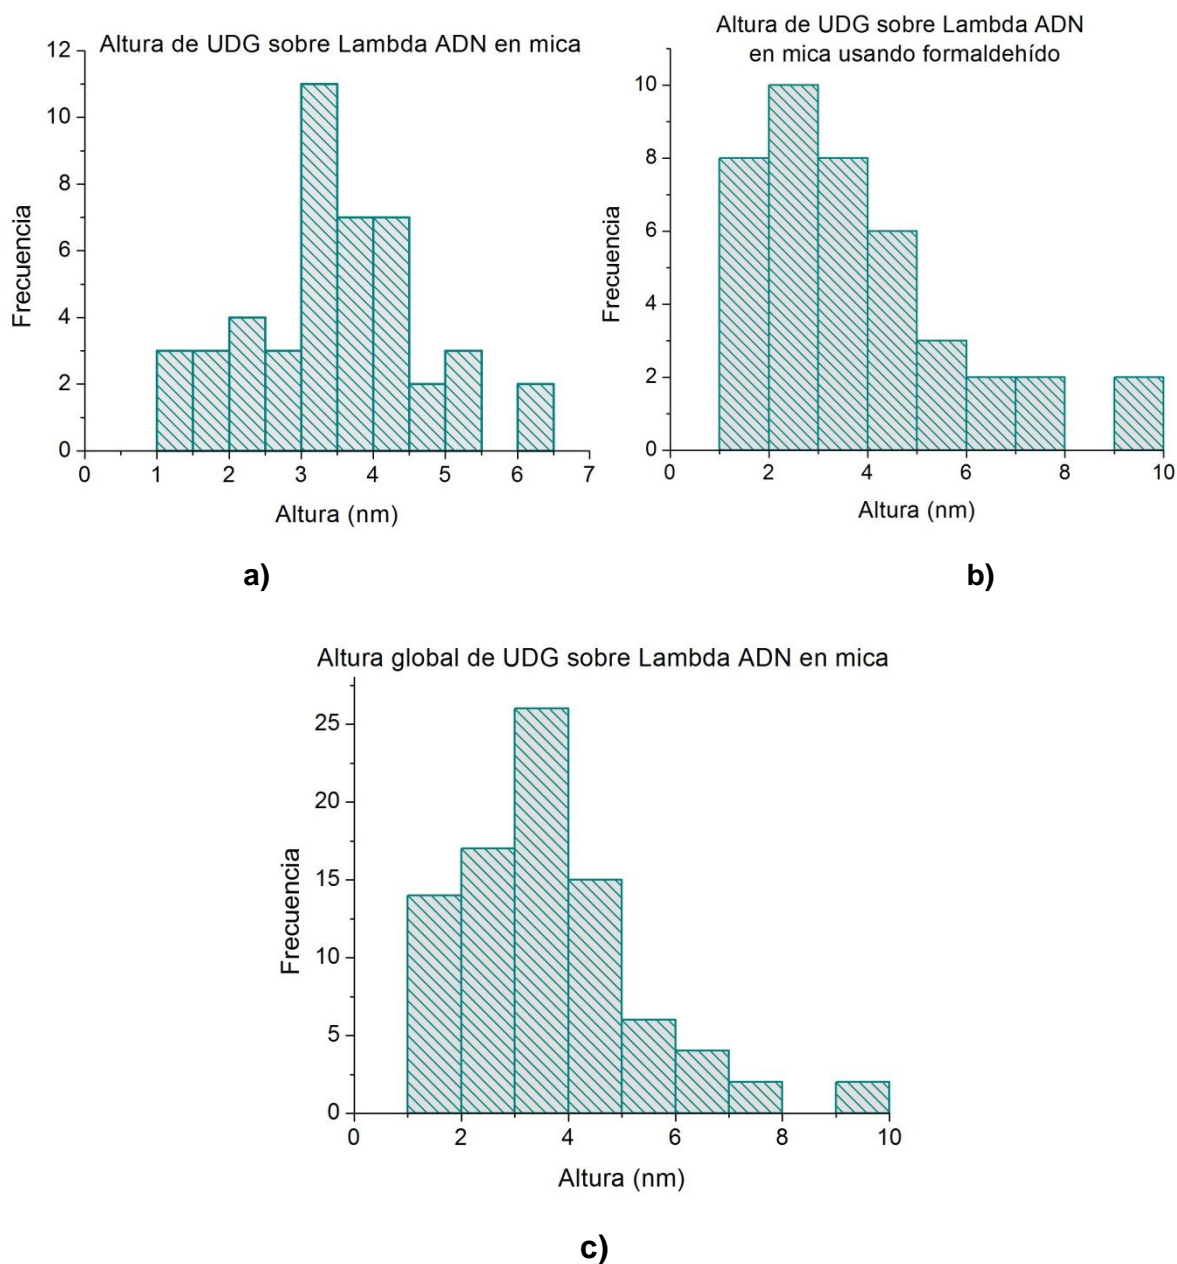 Altura de UDG sobre Lambda ADN en mica
12
10
8
6
4
2
0
Frecuencia
0 1 2 3 4 5 6 7
Altura (nm)
a)
Altura de UDG sobre Lambda ADN
en mica usando formaldehído
10
8
6
4
2
0
Frecuencia
0 2 4 6 8 10
Altura (nm)
b)
Altura global de UDG sobre Lambda ADN en mica
25
20
15
10
5
0
Frecuencia
0 2 4 6 8 10
Altura (nm)
c)